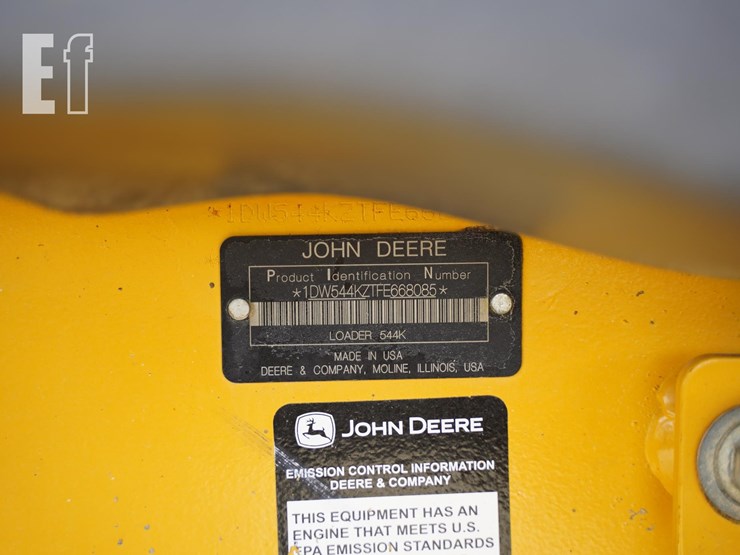 Ef
1DW544KZTFE668
JOHN DEERE
Product Identification Number
*1DW544KZTFE668085*
LOADER 544K
MADE IN USA
DEERE & COMPANY, MOLINE, ILLINOIS, USA
JOHN DEERE
EMISSION CONTROL INFORMATION
DEERE & COMPANY
THIS EQUIPMENT HAS AN
ENGINE THAT MEETS U.S.
EPA EMISSION STANDARDS